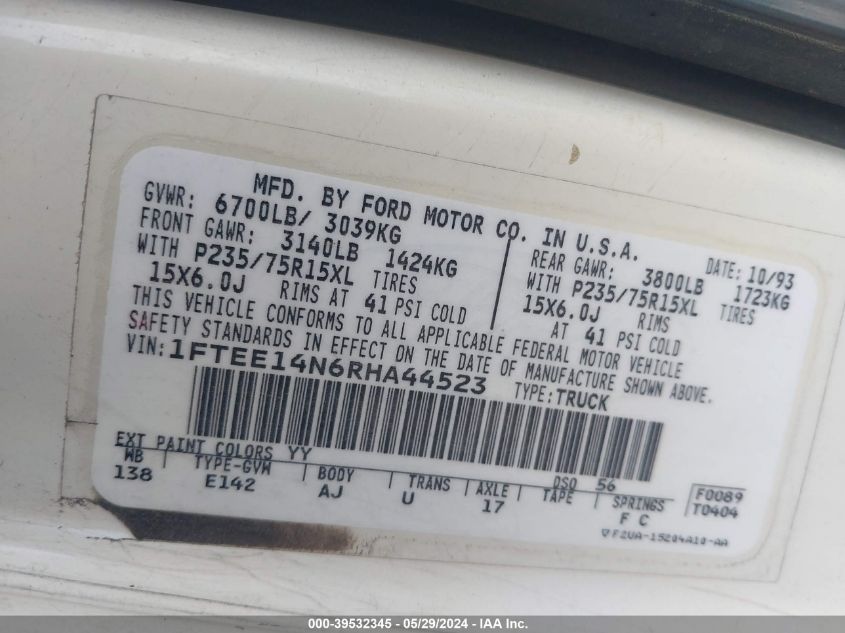 MFD. BY FORD MOTOR CO. IN U.S.A.
GVWR: 6700LB/ 3039KG
DATE: 10/93
FRONT GAWR: 3140LB 1424KG
WITH P235/75R15XL TIRES
15X6.0J RIMS AT 41 PSI COLD
REAR GAWR: 3800LB 1723KG
WITH P235/75R15XL TIRES
15X6.0J RIMS
AT 41 PSI COLD
THIS VEHICLE CONFORMS TO ALL APPLICABLE FEDERAL MOTOR VEHICLE
SAFETY STANDARDS IN EFFECT ON THE DATE OF MANUFACTURE SHOWN ABOVE.
VIN: 1FTEE14N6RHA44523
TYPE: TRUCK
EXT PAINT COLORS YY DSO 56
WB TYPE-GVW BODY TRANS AXLE TAPE SPRINGS
138 E142 AJ U 17 F C
F0089
T0404
F2UA-15204A10-AA
000-39532345 - 05/29/2024 - IAA Inc.